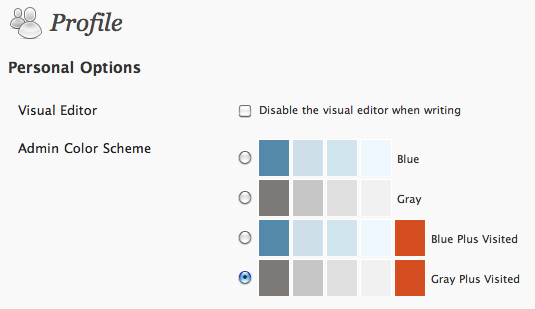 Profile
Personal Options
Visual Editor
Disable the visual editor when writing
Admin Color Scheme
Blue
Gray
Blue Plus Visited
Gray Plus Visited